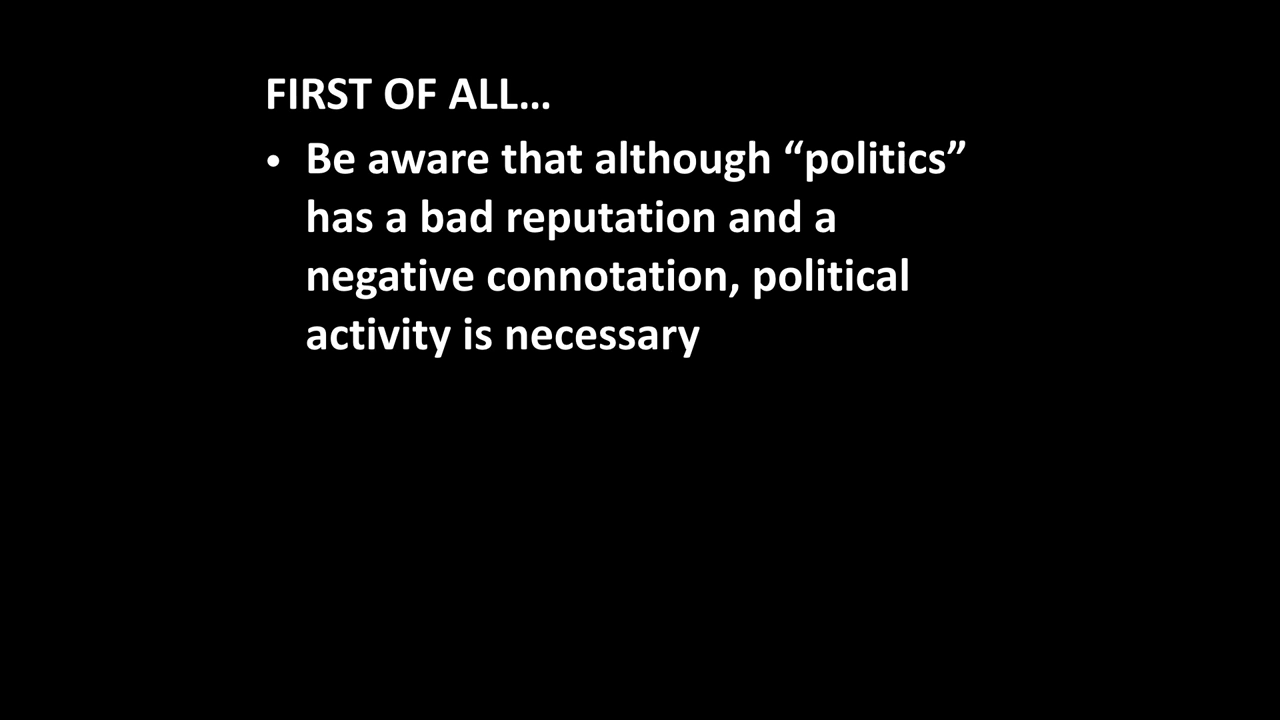 FIRST OF ALL…
• Be aware that although “politics”
has a bad reputation and a
negative connotation, political
activity is necessary